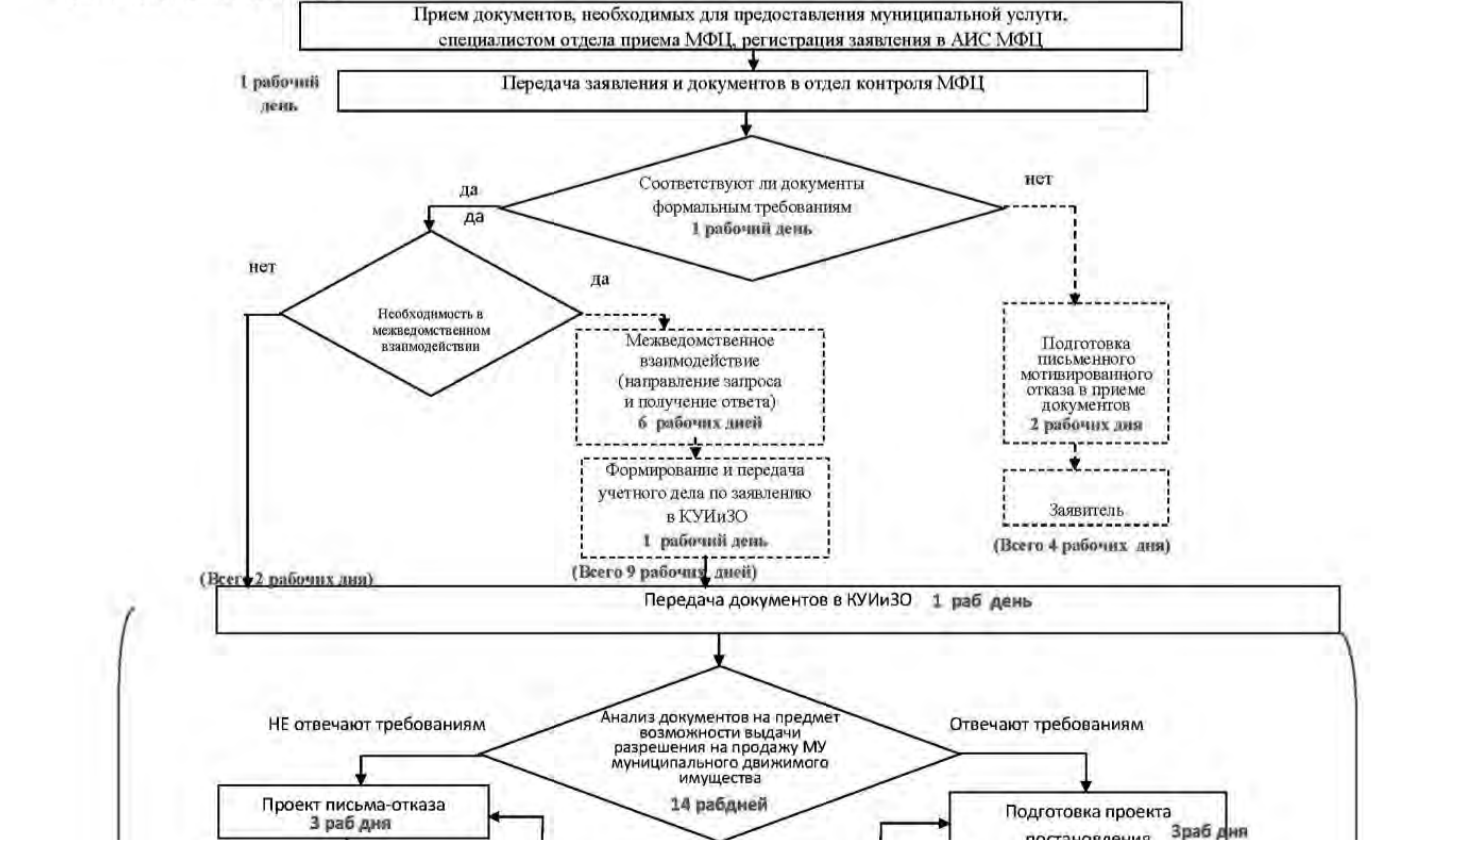 Прием документов, необходимых для предоставления муниципальной услуги,
специалистом отдела приема МФЦ, регистрация заявления в АИС МФЦ
1 рабочий
день
Передача заявления и документов в отдел контроля МФЦ
Соответствуют ли документы
формальным требованиям
1 рабочий день
да
да
нет
нет
да
Необходимость в
межведомственном
взаимодействии
Межведомственное
взаимодействие
(направление запроса
и получение ответа)
6 рабочих дней
Подготовка
письменного
мотивированного
отказа в приеме
документов
2 рабочих дня
Формирование и передача
учетного дела по заявлению
в КУИиЗО
1 рабочий день
Заявитель
(Всего 4 рабочих дня)
(Всего 2 рабочих дня)
(Всего 9 рабочих дней)
Передача документов в КУИиЗО 1 раб день
НЕ отвечают требованиям
Анализ документов на предмет
возможности выдачи
разрешения на продажу МУ
муниципального движимого
имущества
14 рабдней
Отвечают требованиям
Проект письма-отказа
3 раб дня
Подготовка проекта
постановления
3раб дня